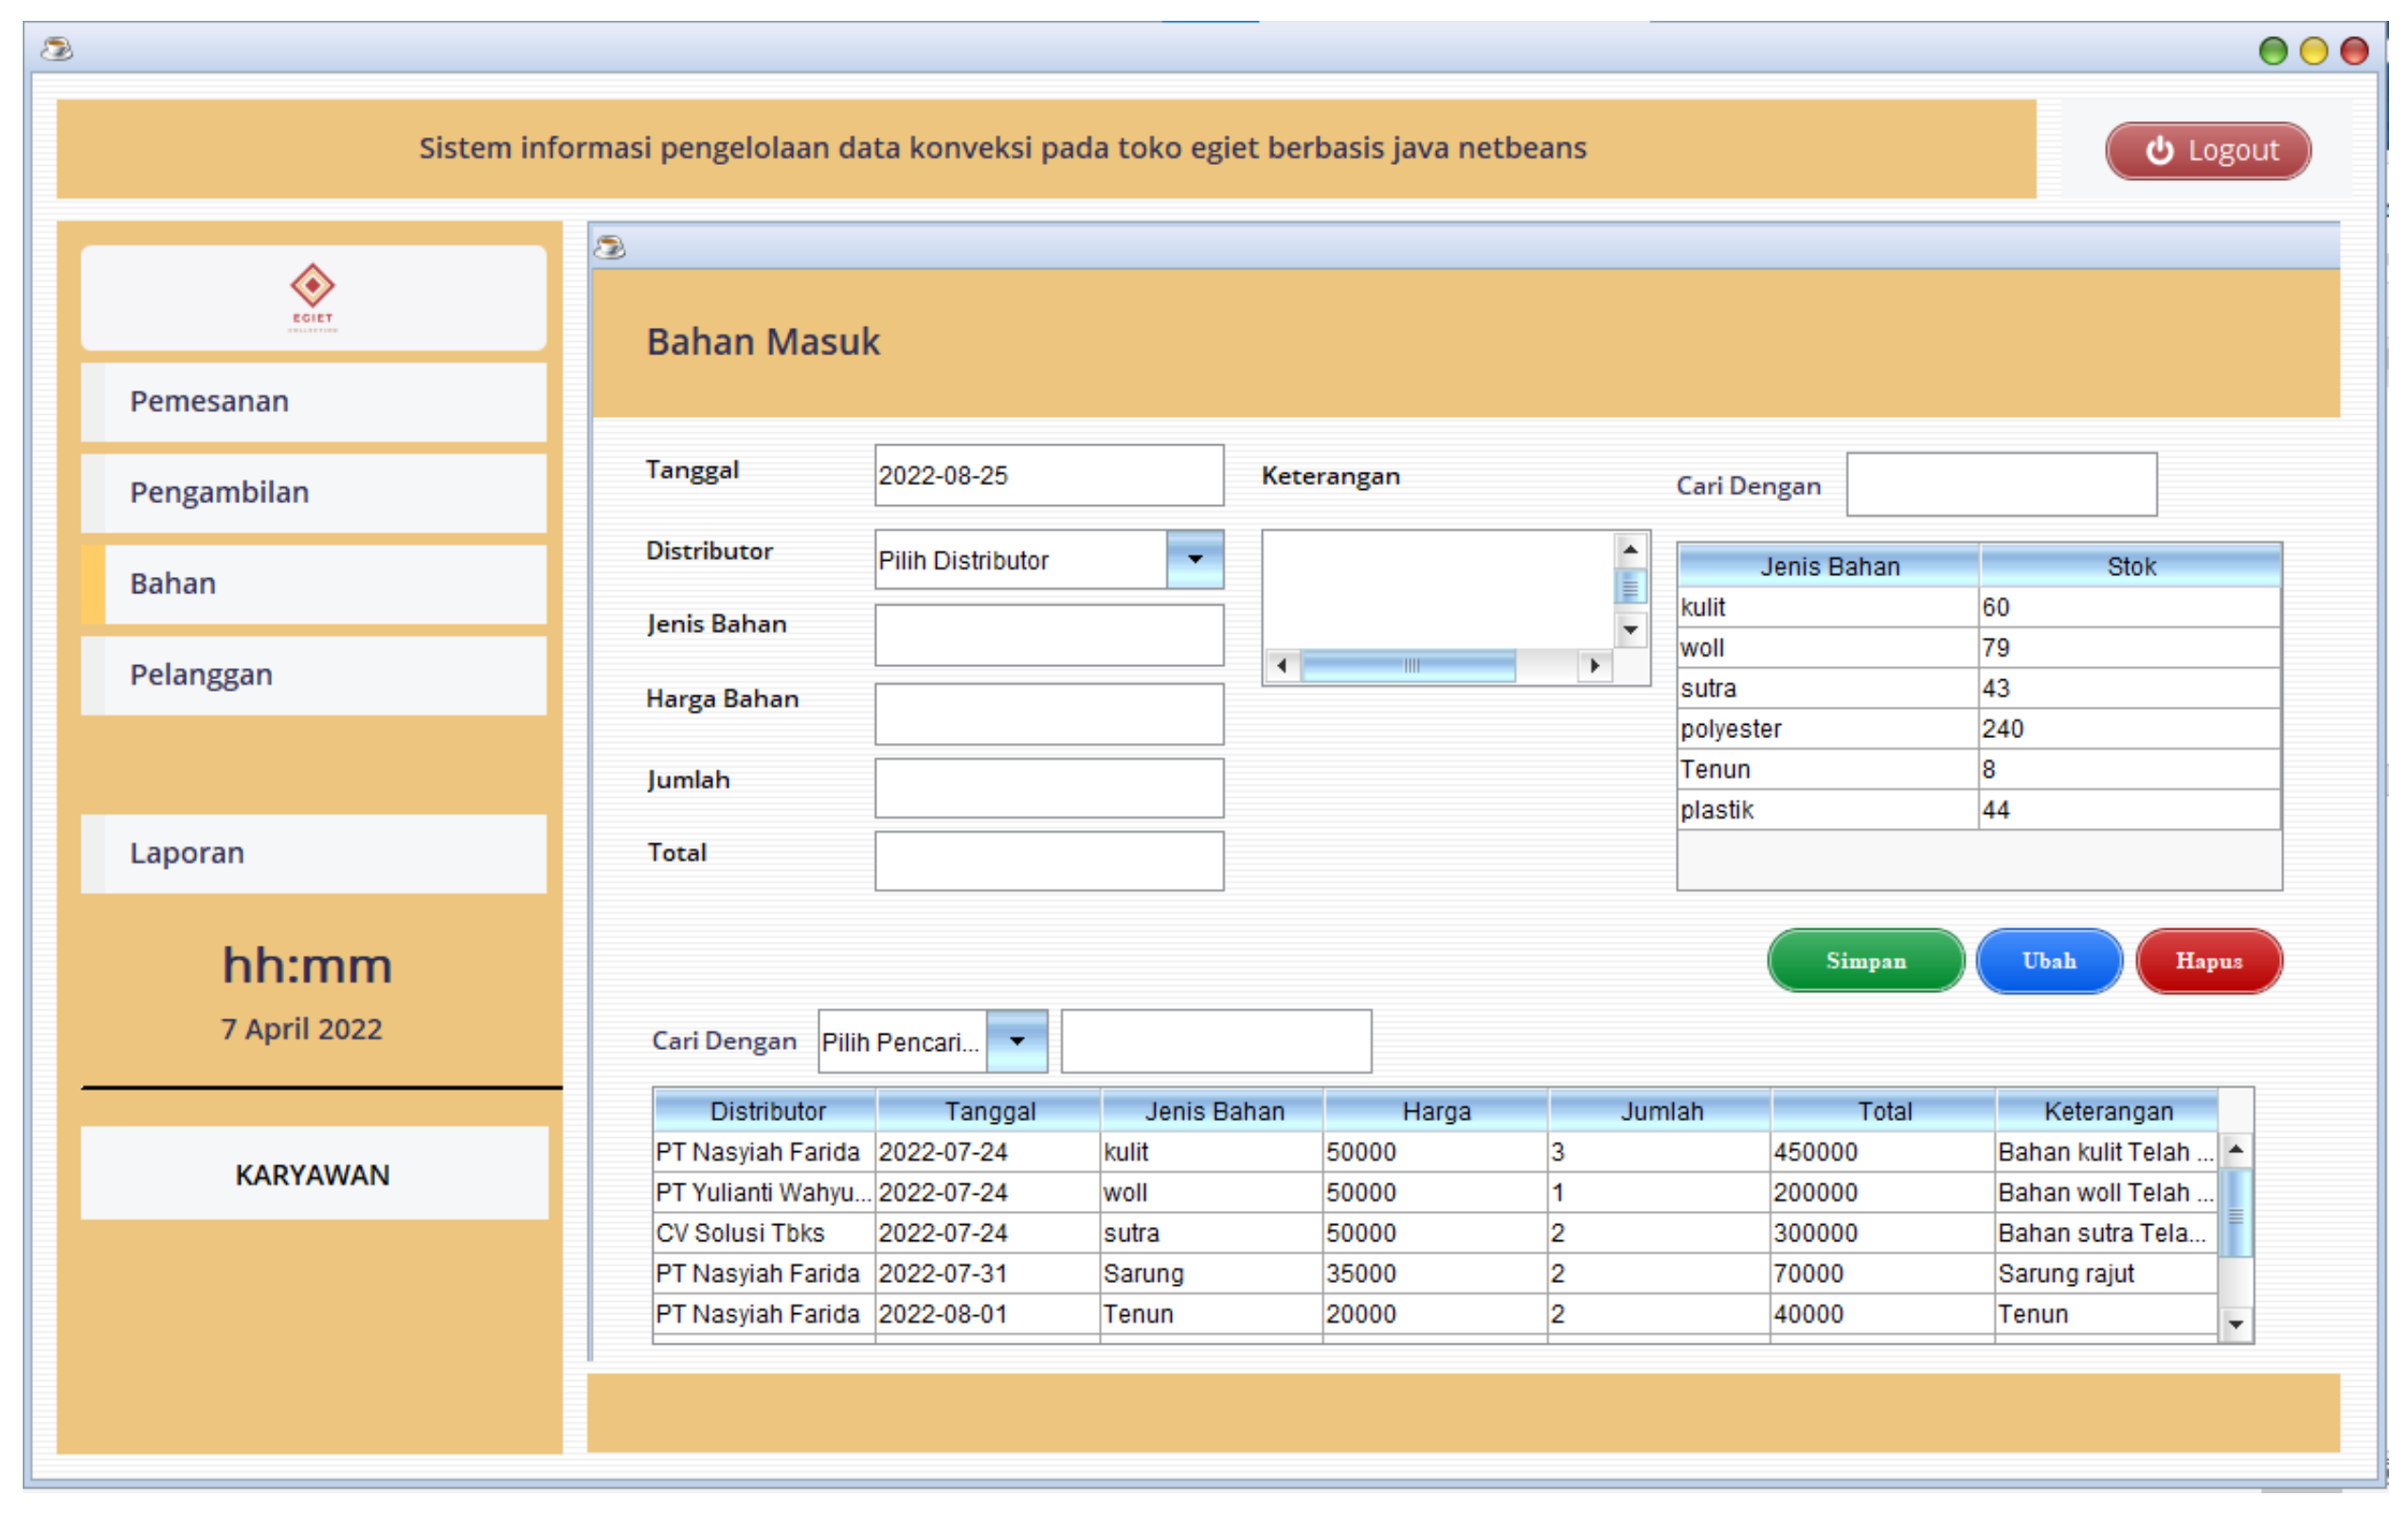 Sistem informasi pengelolaan data konveksi pada toko egiet berbasis java netbeans
Logout
EGIET
COLLECTION
Pemesanan
Pengambilan
Bahan
Pelanggan
Laporan
hh:mm
7 April 2022
KARYAWAN
Bahan Masuk
Tanggal 2022-08-25
Distributor Pilih Distributor
Jenis Bahan
Harga Bahan
Jumlah
Total
Keterangan
Cari Dengan
Jenis Bahan Stok
kulit 60
woll 79
sutra 43
polyester 240
Tenun 8
plastik 44
Simpan Ubah Hapus
Cari Dengan Pilih Pencari...
Distributor Tanggal Jenis Bahan Harga Jumlah Total Keterangan
PT Nasyiah Farida 2022-07-24 kulit 50000 3 450000 Bahan kulit Telah ...
PT Yulianti Wahyu... 2022-07-24 woll 50000 1 200000 Bahan woll Telah ...
CV Solusi Tbks 2022-07-24 sutra 50000 2 300000 Bahan sutra Tela...
PT Nasyiah Farida 2022-07-31 Sarung 35000 2 70000 Sarung rajut
PT Nasyiah Farida 2022-08-01 Tenun 20000 2 40000 Tenun